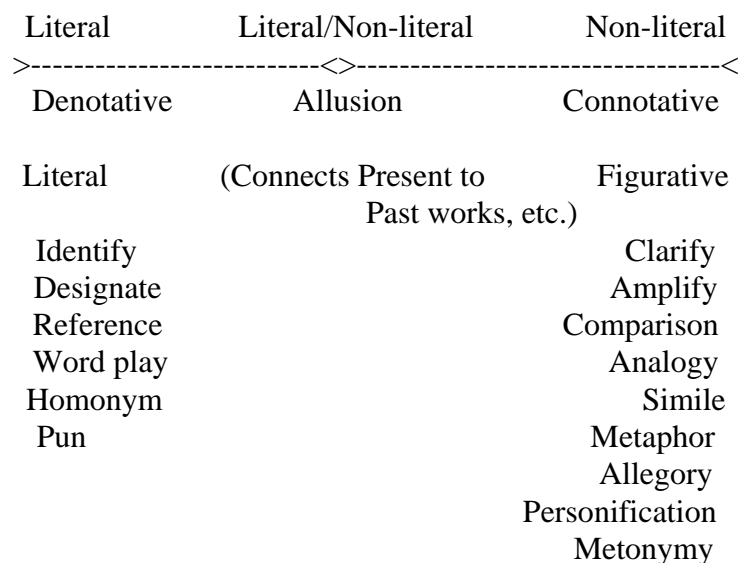 Literal Literal/Non-literal Non-literal
>---------------------------<>----------------------------------<
Denotative Allusion Connotative
Literal (Connects Present to Figurative
Past works, etc.)
Identify Clarify
Designate Amplify
Reference Comparison
Word play Analogy
Homonym Simile
Pun Metaphor
Allegory
Personification
Metonymy